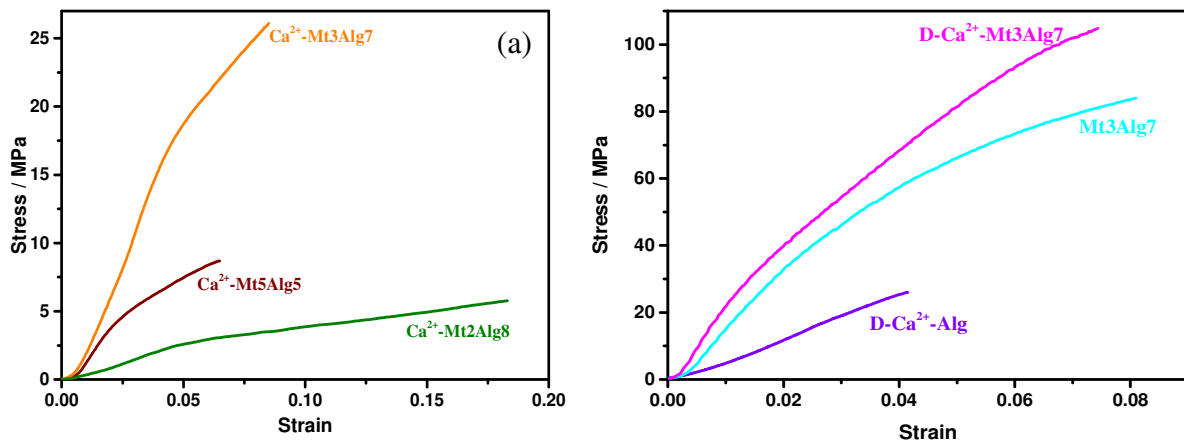 Ca²⁺-Mt3Alg7
(a)
Ca²⁺-Mt5Alg5
Ca²⁺-Mt2Alg8
Stress / MPa
25
20
15
10
5
0
0.00 0.05 0.10 0.15 0.20
Strain
D-Ca²⁺-Mt3Alg7
Mt3Alg7
D-Ca²⁺-Alg
Stress / MPa
100
80
60
40
20
0
0.00 0.02 0.04 0.06 0.08
Strain